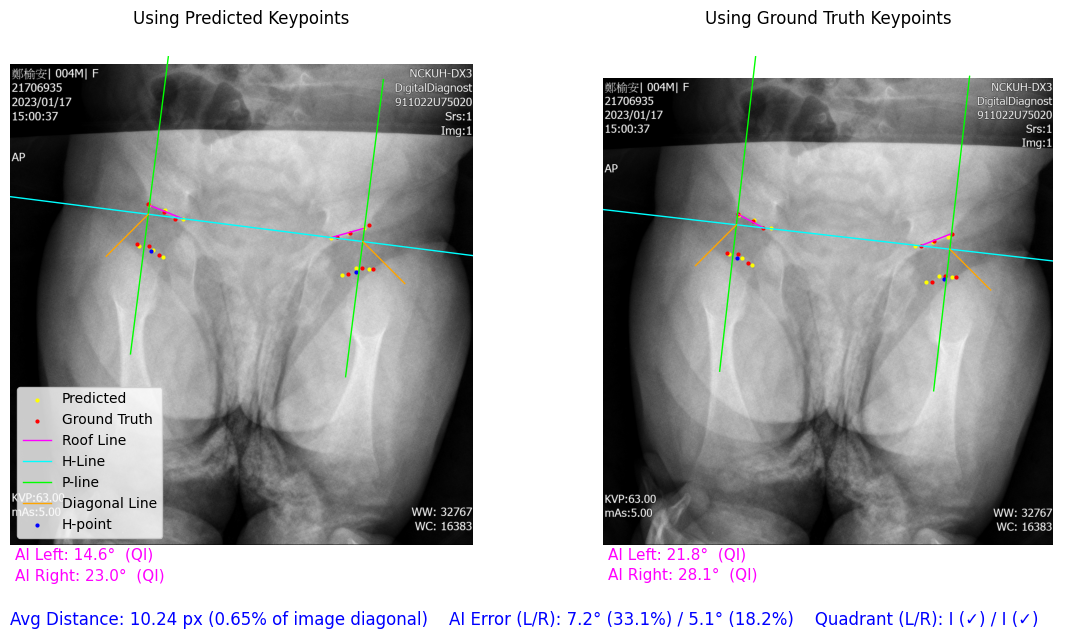 Using Predicted Keypoints
Using Ground Truth Keypoints
鄭榆安| 004M| F
21706935
2023/01/17
15:00:37
AP
NCKUH-DX3
DigitalDiagnost
911022U75020
Srs:1
Img:1
Predicted
Ground Truth
Roof Line
H-Line
P-line
Diagonal Line
H-point
KVP:63.00
mAs:5.00
WW: 32767
WC: 16383
AI Left: 14.6° (QI)
AI Right: 23.0° (QI)
鄭榆安| 004M| F
21706935
2023/01/17
15:00:37
AP
NCKUH-DX3
DigitalDiagnost
911022U75020
Srs:1
Img:1
KVP:63.00
mAs:5.00
WW: 32767
WC: 16383
AI Left: 21.8° (QI)
AI Right: 28.1° (QI)
Avg Distance: 10.24 px (0.65% of image diagonal) AI Error (L/R): 7.2° (33.1%) / 5.1° (18.2%) Quadrant (L/R): I (✓) / I (✓)